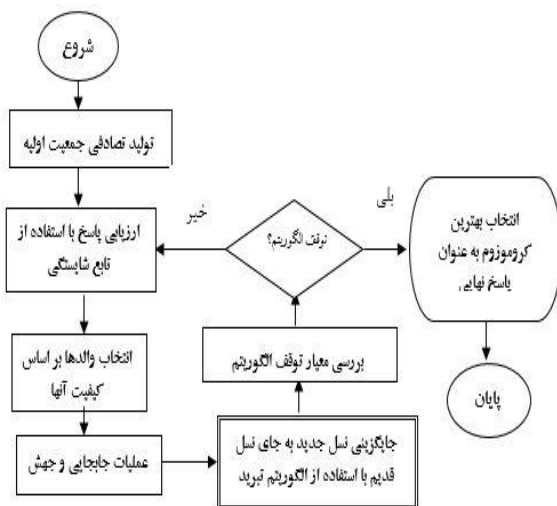 شروع
تولید تصادفی جمعیت اولیه
ارزیابی پاسخ با استفاده از
تابع شایستگی
انتخاب والدها بر اساس
کیفیت آنها
عملیات جابجایی و جهش
جایگزینی نسل جدید به جای نسل
قدیم با استفاده از الگوریتم تبرید
بررسی معیار توقف الگوریتم
توقف الگوریتم؟
خیر
بلی
انتخاب بهترین
کروموزوم به عنوان
پاسخ نهایی
پایان